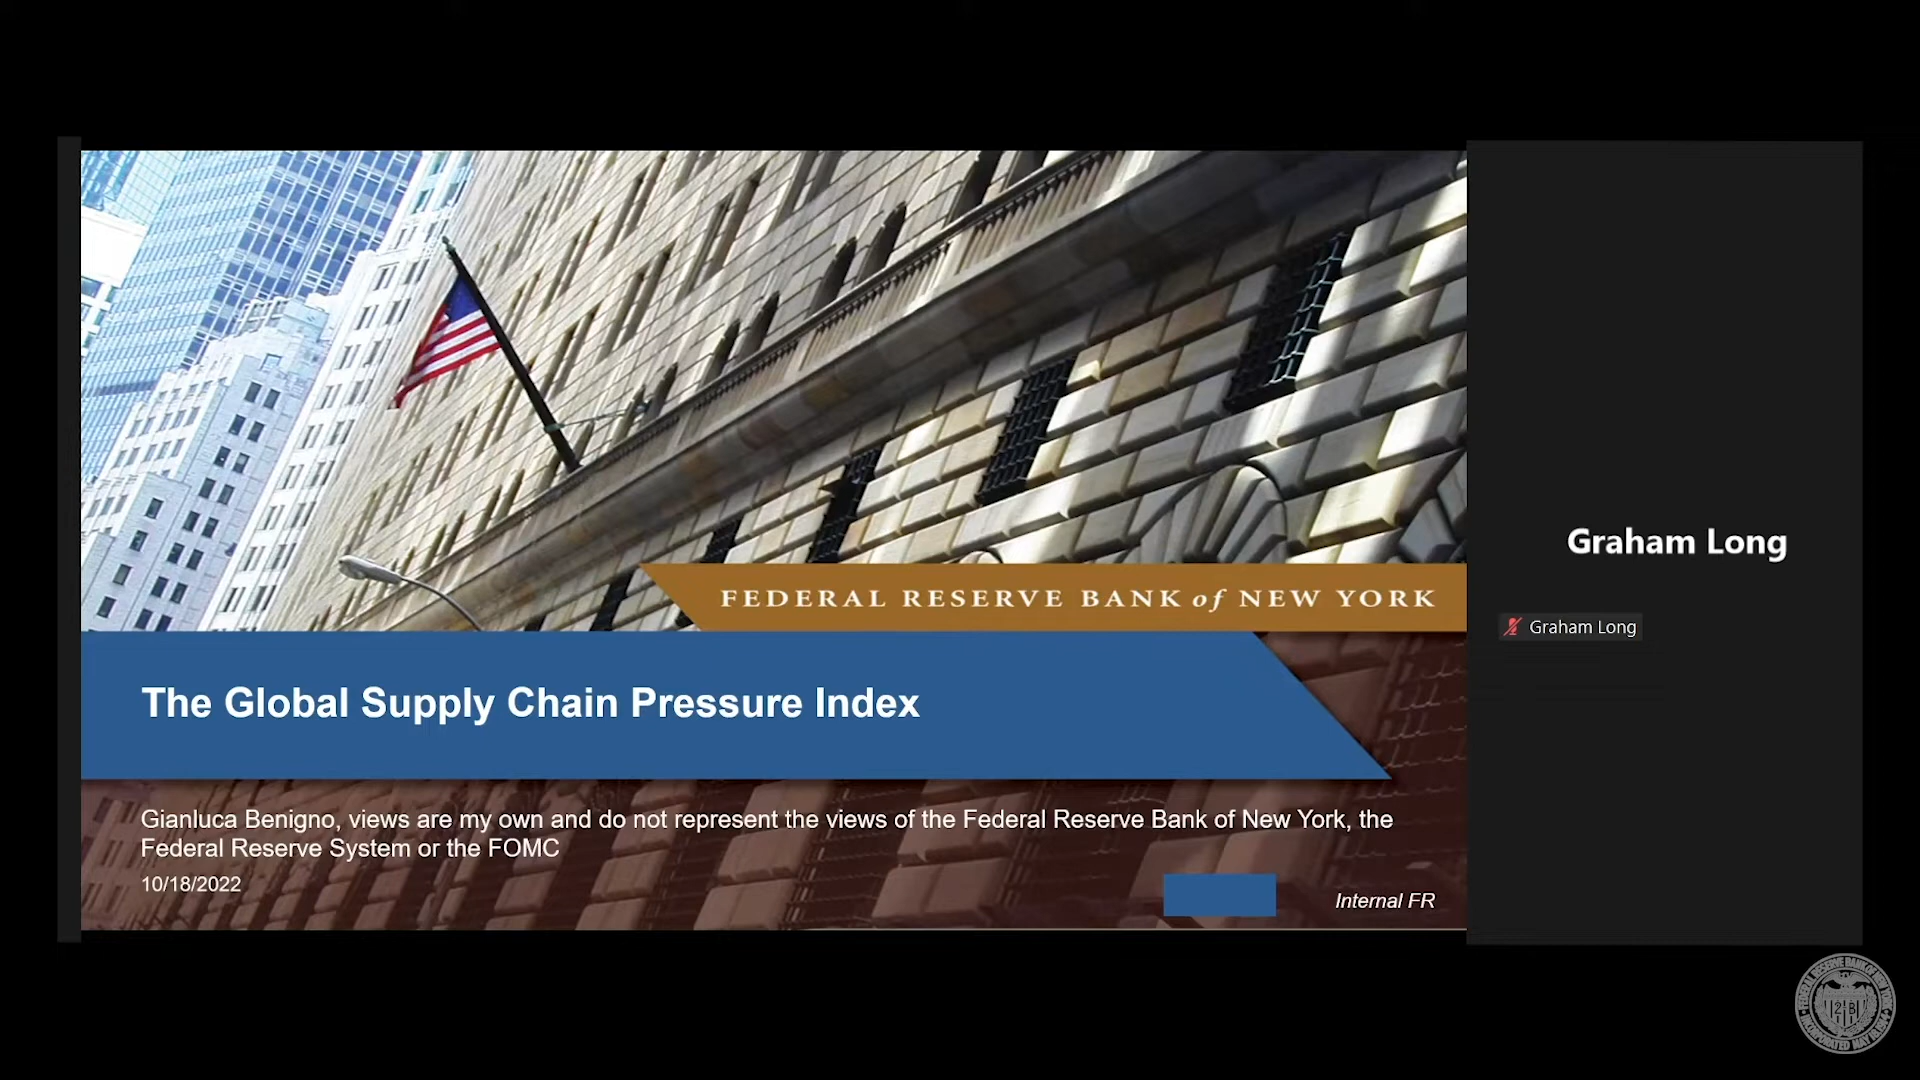 FEDERAL RESERVE BANK of NEW YORK
The Global Supply Chain Pressure Index
Gianluca Benigno, views are my own and do not represent the views of the Federal Reserve Bank of New York, the
Federal Reserve System or the FOMC
10/18/2022
Internal FR
Graham Long
Graham Long